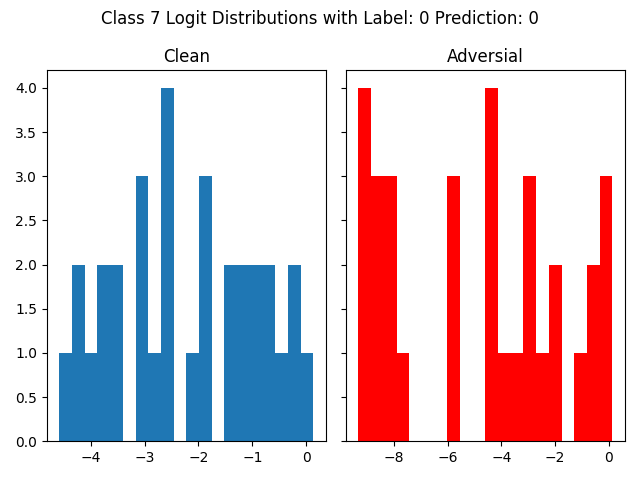 Class 7 Logit Distributions with Label: 0 Prediction: 0
Clean
Adversial
4.0
3.5
3.0
2.5
2.0
1.5
1.0
0.5
0.0
−4 −3 −2 −1 0
−8 −6 −4 −2 0